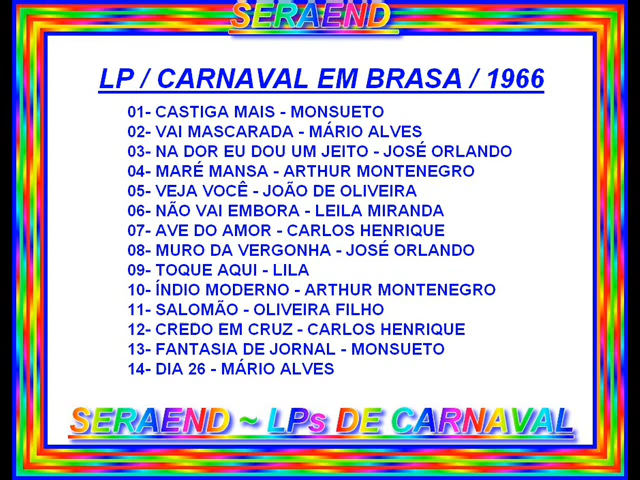 SERAEND
LP / CARNAVAL EM BRASA / 1966
01- CASTIGA MAIS - MONSUETO
02- VAI MASCARADA - MÁRIO ALVES
03- NA DOR EU DOU UM JEITO - JOSÉ ORLANDO
04- MARÉ MANSA - ARTHUR MONTENEGRO
05- VEJA VOCÊ - JOÃO DE OLIVEIRA
06- NÃO VAI EMBORA - LEILA MIRANDA
07- AVE DO AMOR - CARLOS HENRIQUE
08- MURO DA VERGONHA - JOSÉ ORLANDO
09- TOQUE AQUI - LILA
10- ÍNDIO MODERNO - ARTHUR MONTENEGRO
11- SALOMÃO - OLIVEIRA FILHO
12- CREDO EM CRUZ - CARLOS HENRIQUE
13- FANTASIA DE JORNAL - MONSUETO
14- DIA 26 - MÁRIO ALVES
SERAEND ~ LPs DE CARNAVAL